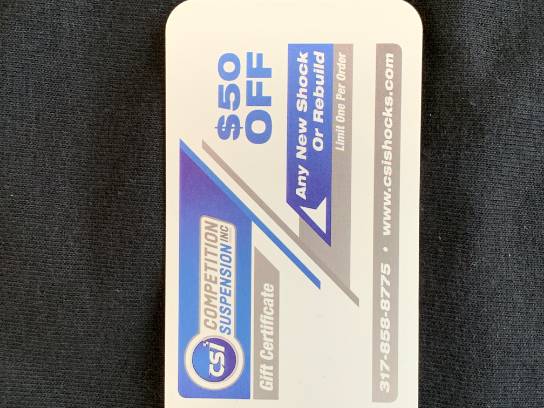 CSI
COMPETITION
SUSPENSION INC
Gift Certificate
$50
OFF
Any New Shock
Or Rebuild
Limit One Per Order
317-858-8775 • www.csishocks.com